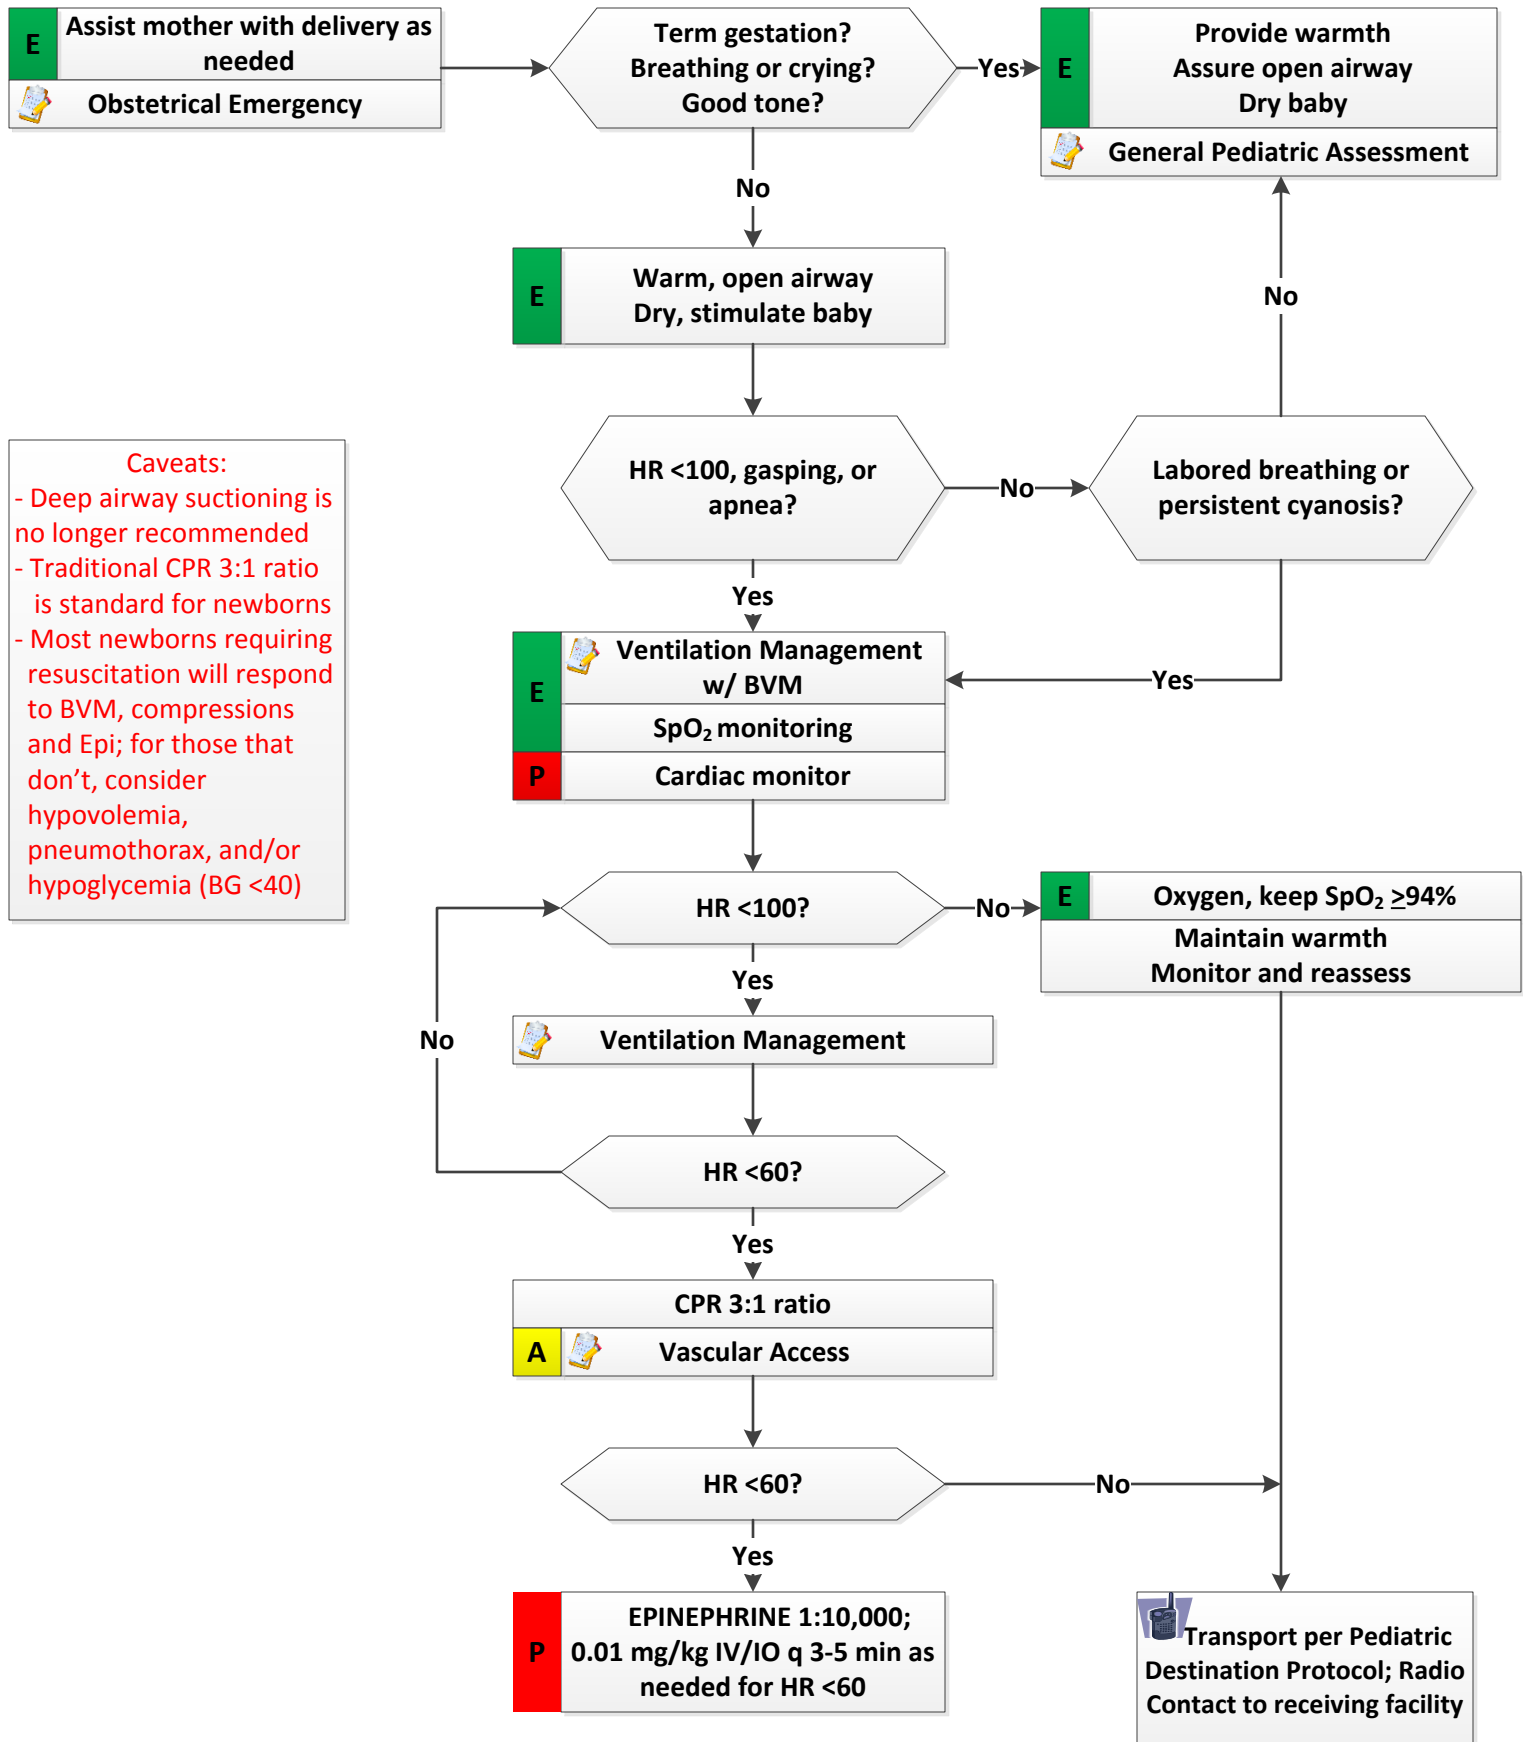 E
Assist mother with delivery as
needed
Obstetrical Emergency
Term gestation?
Breathing or crying?
Good tone?
Yes
E
Provide warmth
Assure open airway
Dry baby
General Pediatric Assessment
No
E
Warm, open airway
Dry, stimulate baby
No
HR <100, gasping, or
apnea?
No
Labored breathing or
persistent cyanosis?
Caveats:
- Deep airway suctioning is
no longer recommended
- Traditional CPR 3:1 ratio
is standard for newborns
- Most newborns requiring
resuscitation will respond
to BVM, compressions
and Epi; for those that
don’t, consider
hypovolemia,
pneumothorax, and/or
hypoglycemia (BG <40)
Yes
E
Ventilation Management
w/ BVM
Yes
SpO₂ monitoring
P
Cardiac monitor
HR <100?
No
E
Oxygen, keep SpO₂ ≥94%
Maintain warmth
Monitor and reassess
Yes
No
Ventilation Management
HR <60?
Yes
CPR 3:1 ratio
A
Vascular Access
HR <60?
No
Yes
P
EPINEPHRINE 1:10,000;
0.01 mg/kg IV/IO q 3-5 min as
needed for HR <60
Transport per Pediatric
Destination Protocol; Radio
Contact to receiving facility